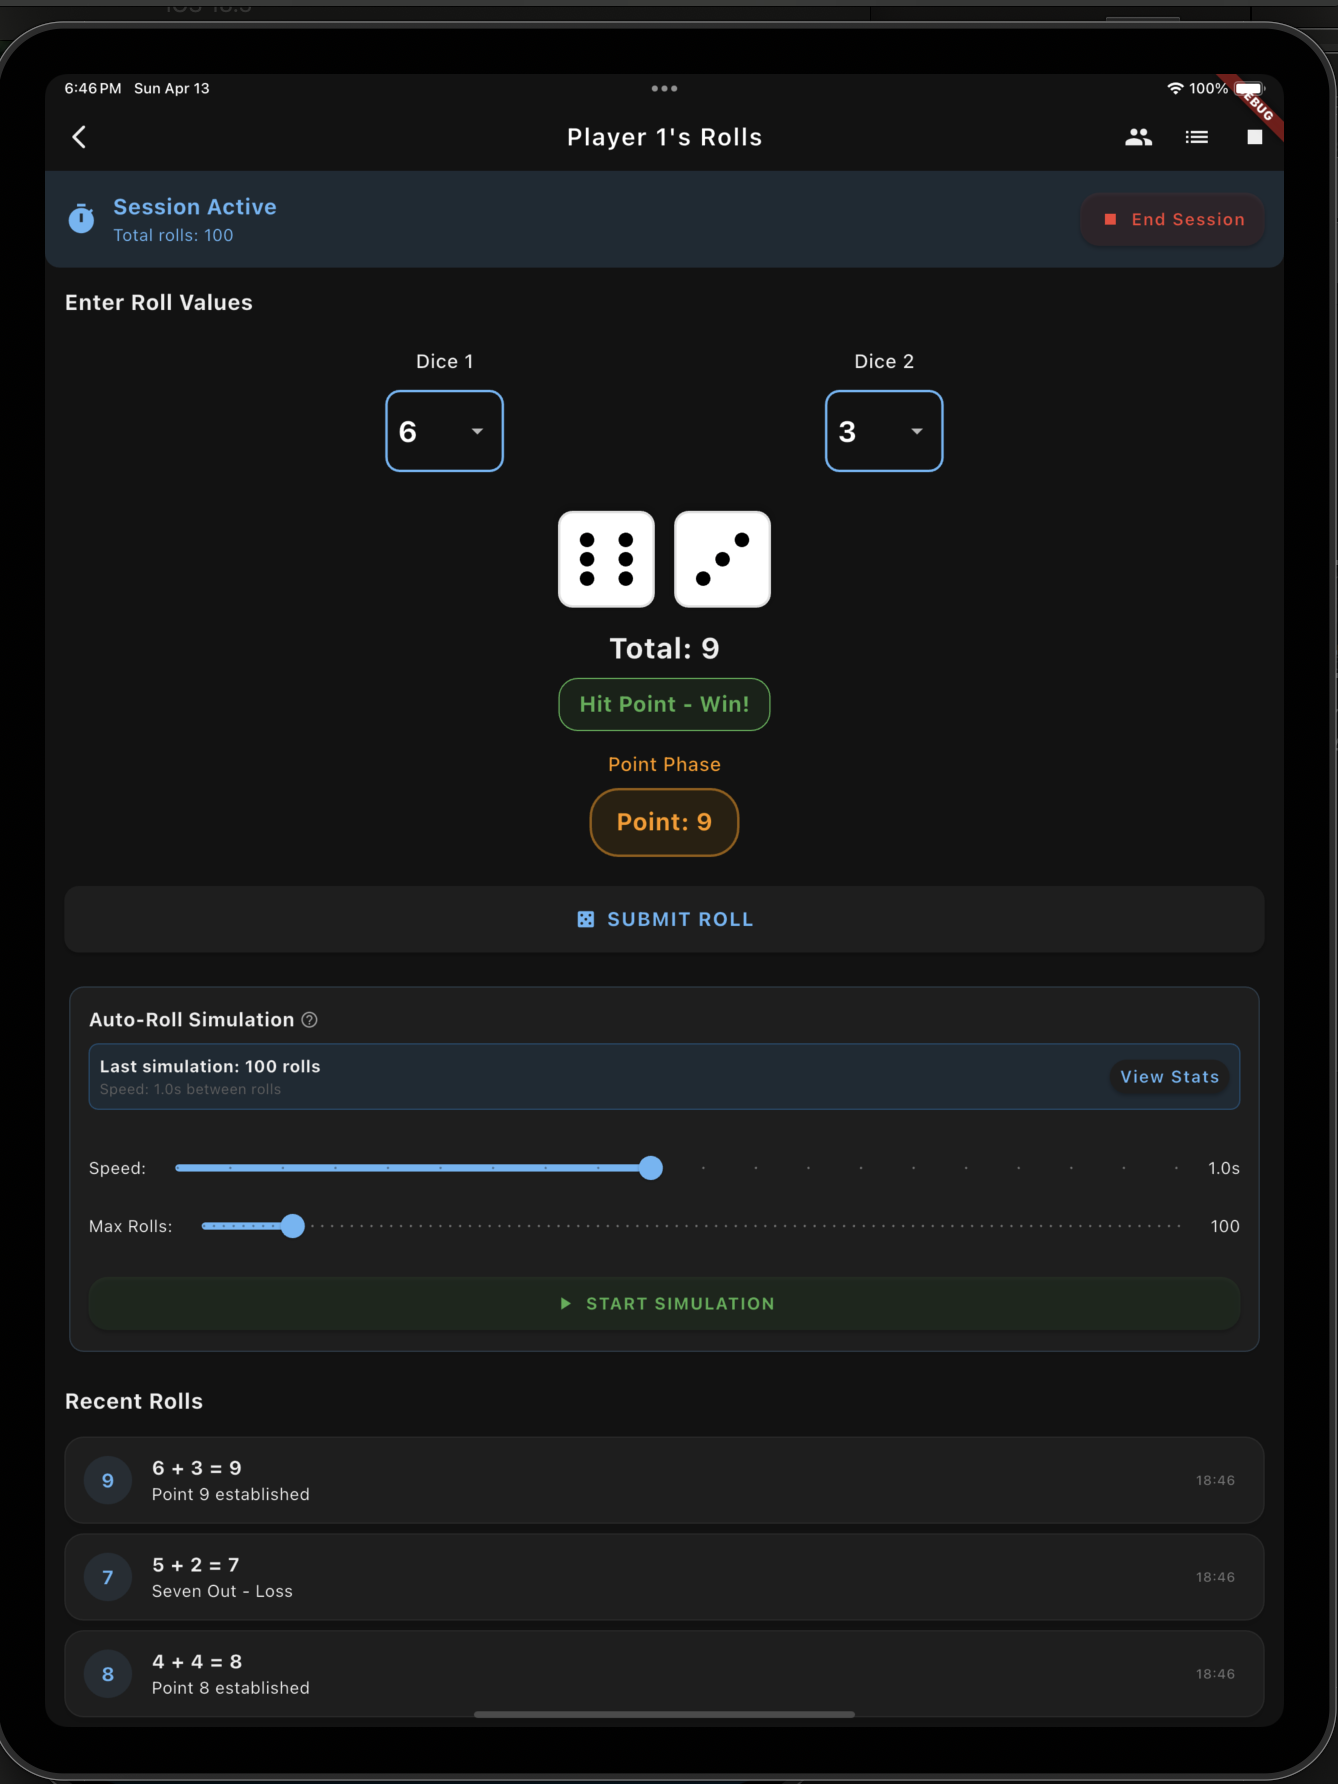 6:46 PM Sun Apr 13
100%
Player 1's Rolls
Session Active
Total rolls: 100
End Session
Enter Roll Values
Dice 1
Dice 2
6
3
Total: 9
Hit Point - Win!
Point Phase
Point: 9
SUBMIT ROLL
Auto-Roll Simulation
Last simulation: 100 rolls
Speed: 1.0s between rolls
View Stats
Speed:
1.0s
Max Rolls:
100
START SIMULATION
Recent Rolls
9
6 + 3 = 9
Point 9 established
18:46
7
5 + 2 = 7
Seven Out - Loss
18:46
8
4 + 4 = 8
Point 8 established
18:46